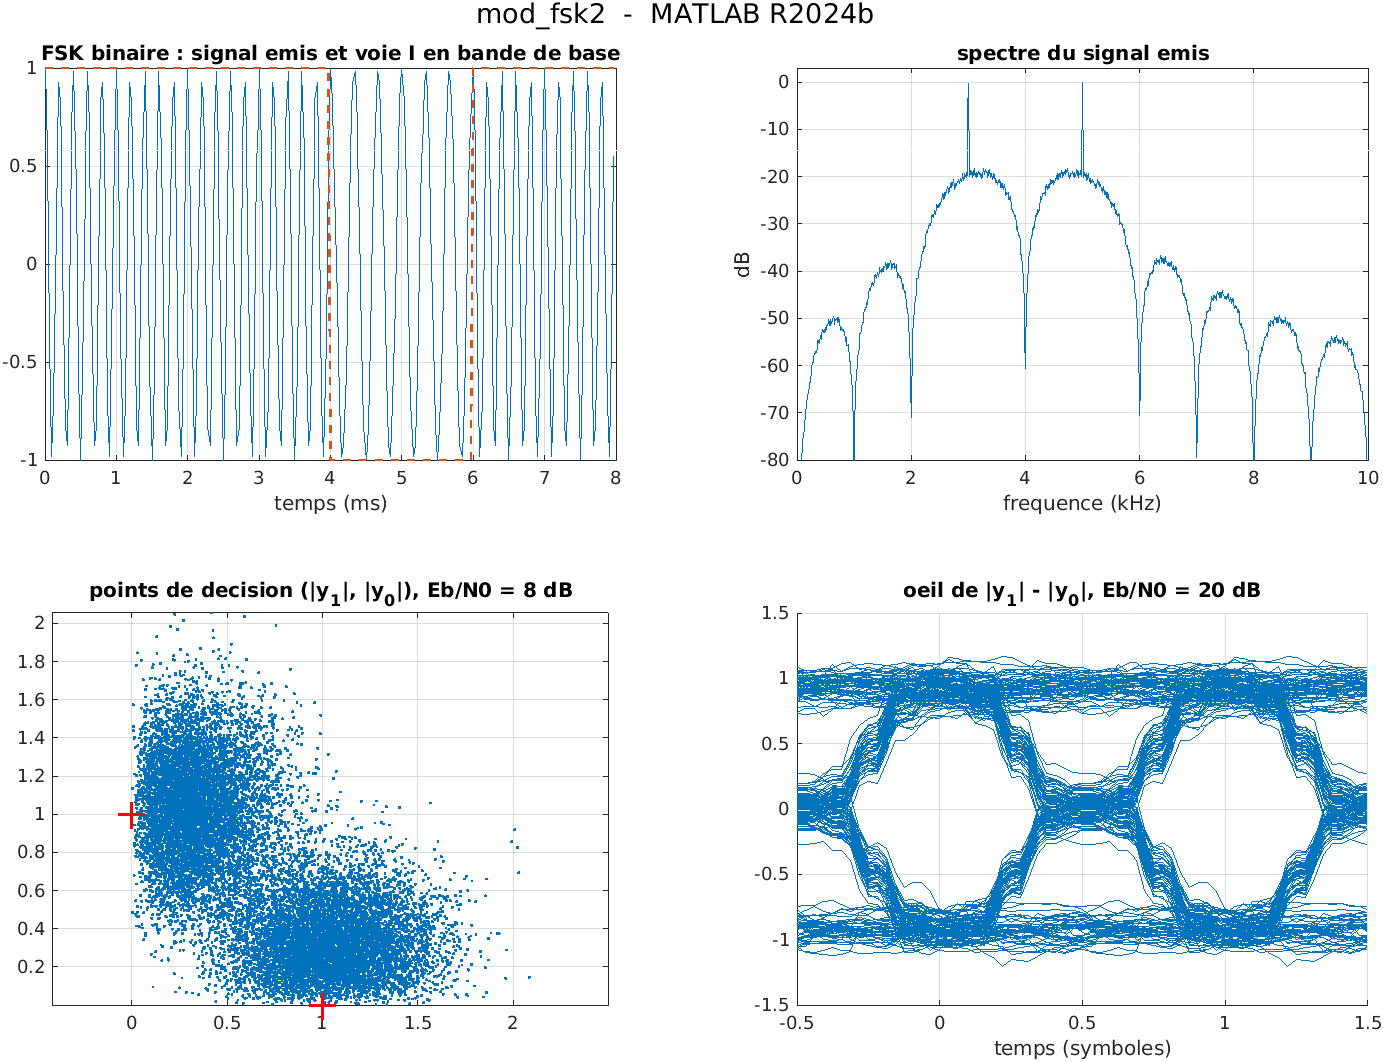 mod_fsk2 - MATLAB R2024b
FSK binaire : signal emis et voie I en bande de base
1
0.5
0
-0.5
-1
0 1 2 3 4 5 6 7 8
temps (ms)
spectre du signal emis
0
-10
-20
-30
-40
-50
-60
-70
-80
dB
0 2 4 6 8 10
frequence (kHz)
points de decision (|y1|, |y0|), Eb/N0 = 8 dB
2
1.8
1.6
1.4
1.2
1
0.8
0.6
0.4
0.2
0 0.5 1 1.5 2
oeil de |y1| - |y0|, Eb/N0 = 20 dB
1.5
1
0.5
0
-0.5
-1
-1.5
-0.5 0 0.5 1 1.5
temps (symboles)